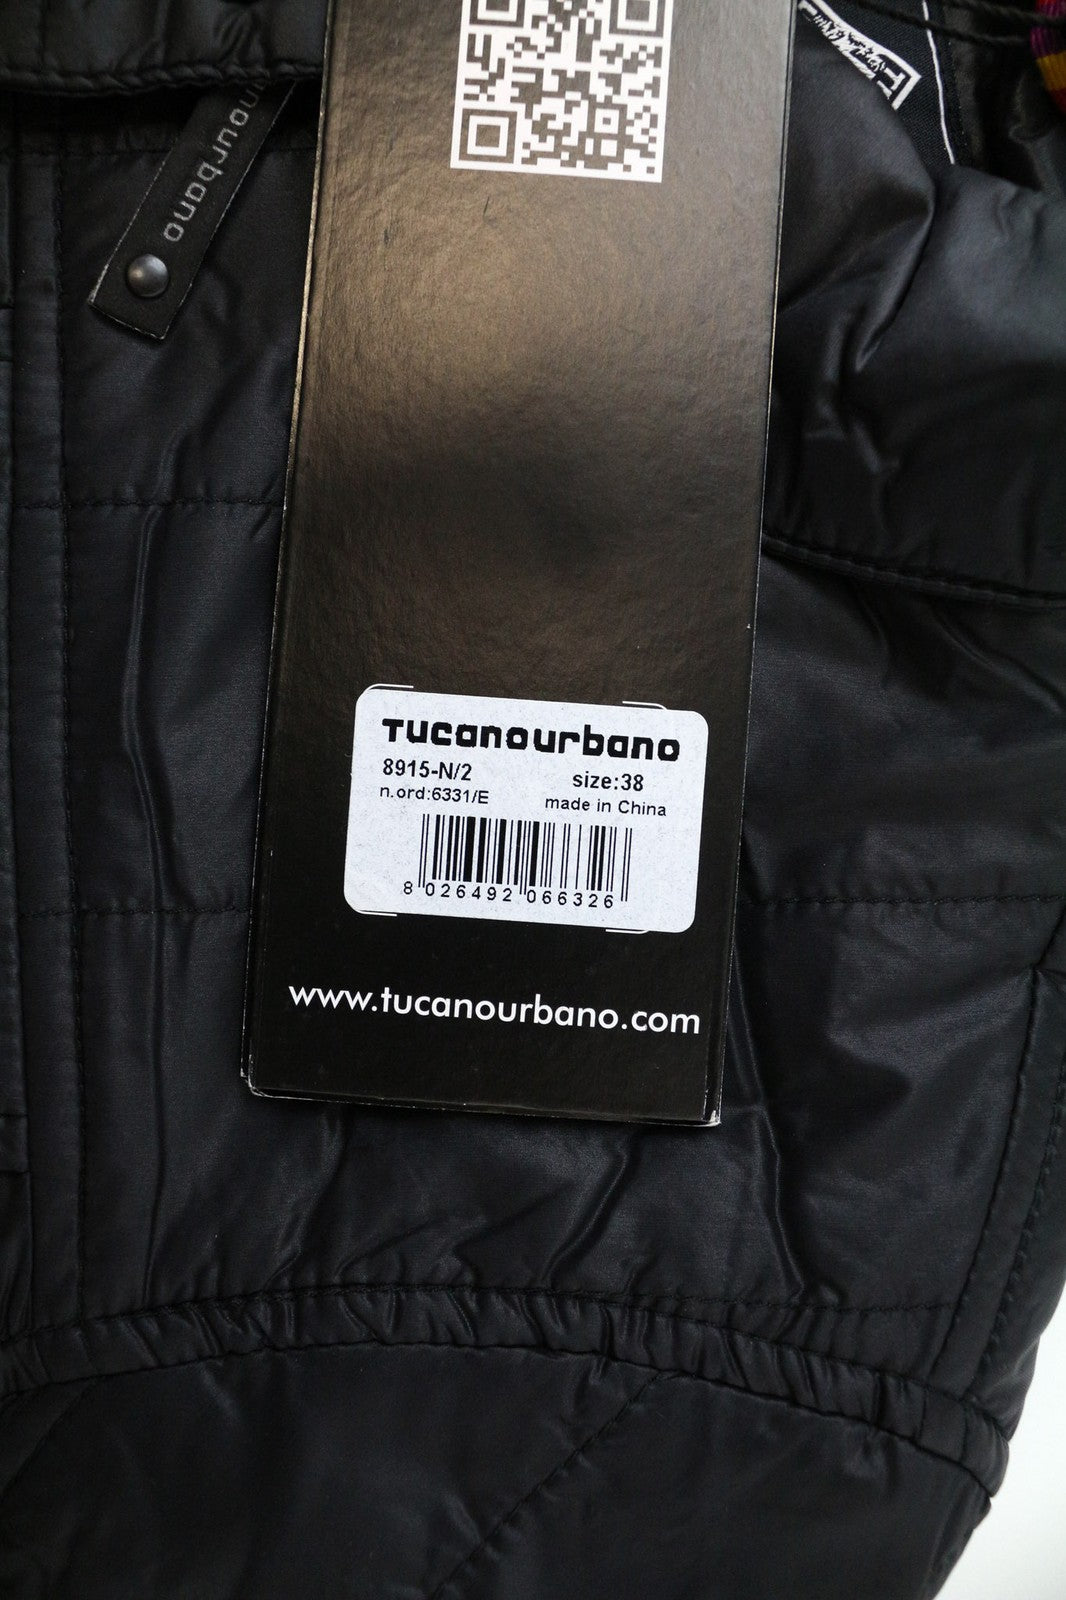 tucanourbano
TUCANOURBANO
8915-N/2 size:38
n.ord:6331/E made in China
8 026492 066326
www.tucanourbano.com